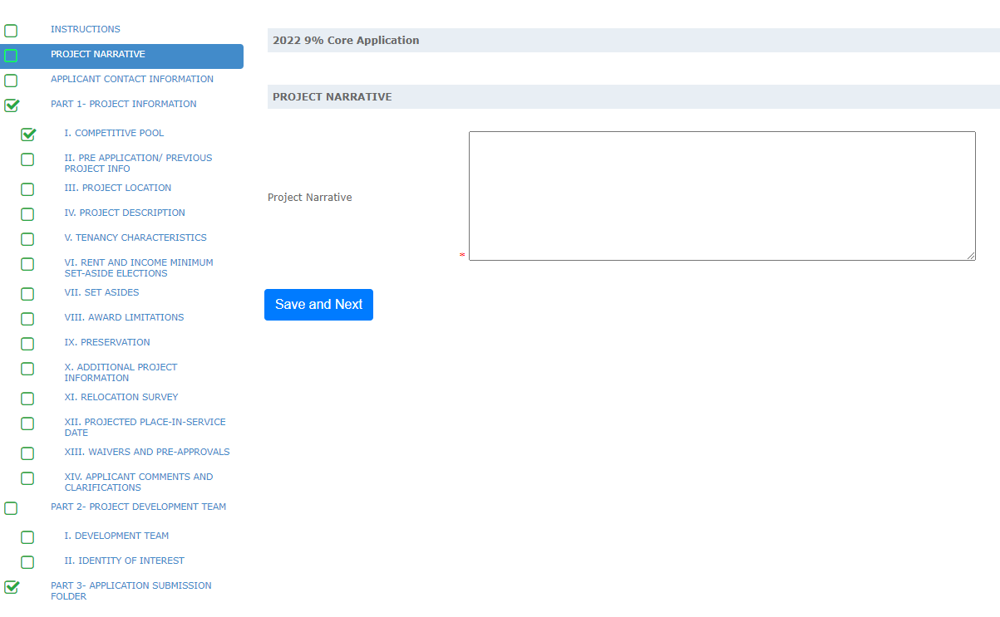 INSTRUCTIONS
PROJECT NARRATIVE
APPLICANT CONTACT INFORMATION
PART 1- PROJECT INFORMATION
I. COMPETITIVE POOL
II. PRE APPLICATION/ PREVIOUS
PROJECT INFO
III. PROJECT LOCATION
IV. PROJECT DESCRIPTION
V. TENANCY CHARACTERISTICS
VI. RENT AND INCOME MINIMUM
SET-ASIDE ELECTIONS
VII. SET ASIDES
VIII. AWARD LIMITATIONS
IX. PRESERVATION
X. ADDITIONAL PROJECT
INFORMATION
XI. RELOCATION SURVEY
XII. PROJECTED PLACE-IN-SERVICE
DATE
XIII. WAIVERS AND PRE-APPROVALS
XIV. APPLICANT COMMENTS AND
CLARIFICATIONS
PART 2- PROJECT DEVELOPMENT TEAM
I. DEVELOPMENT TEAM
II. IDENTITY OF INTEREST
PART 3- APPLICATION SUBMISSION
FOLDER
2022 9% Core Application
PROJECT NARRATIVE
Project Narrative
*
Save and Next